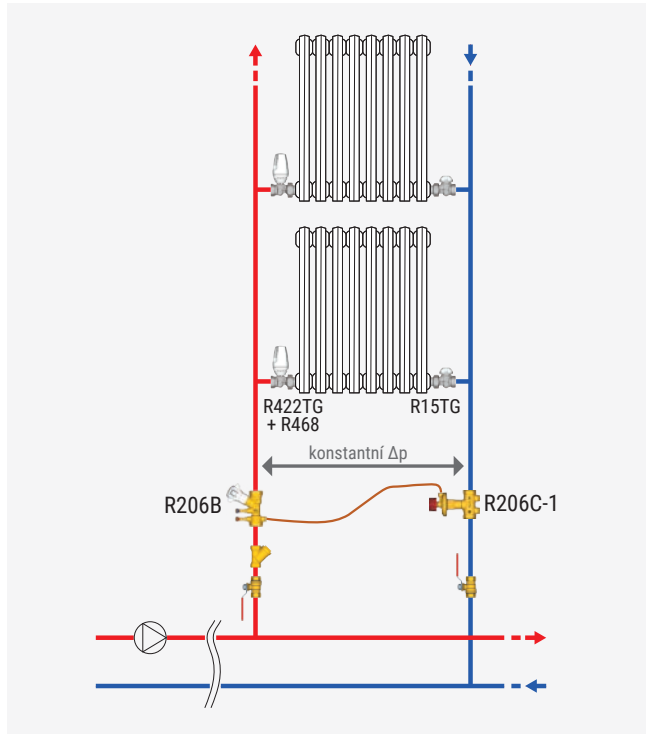 R422TG
+ R468
R15TG
konstantní Δp
R206B
R206C-1